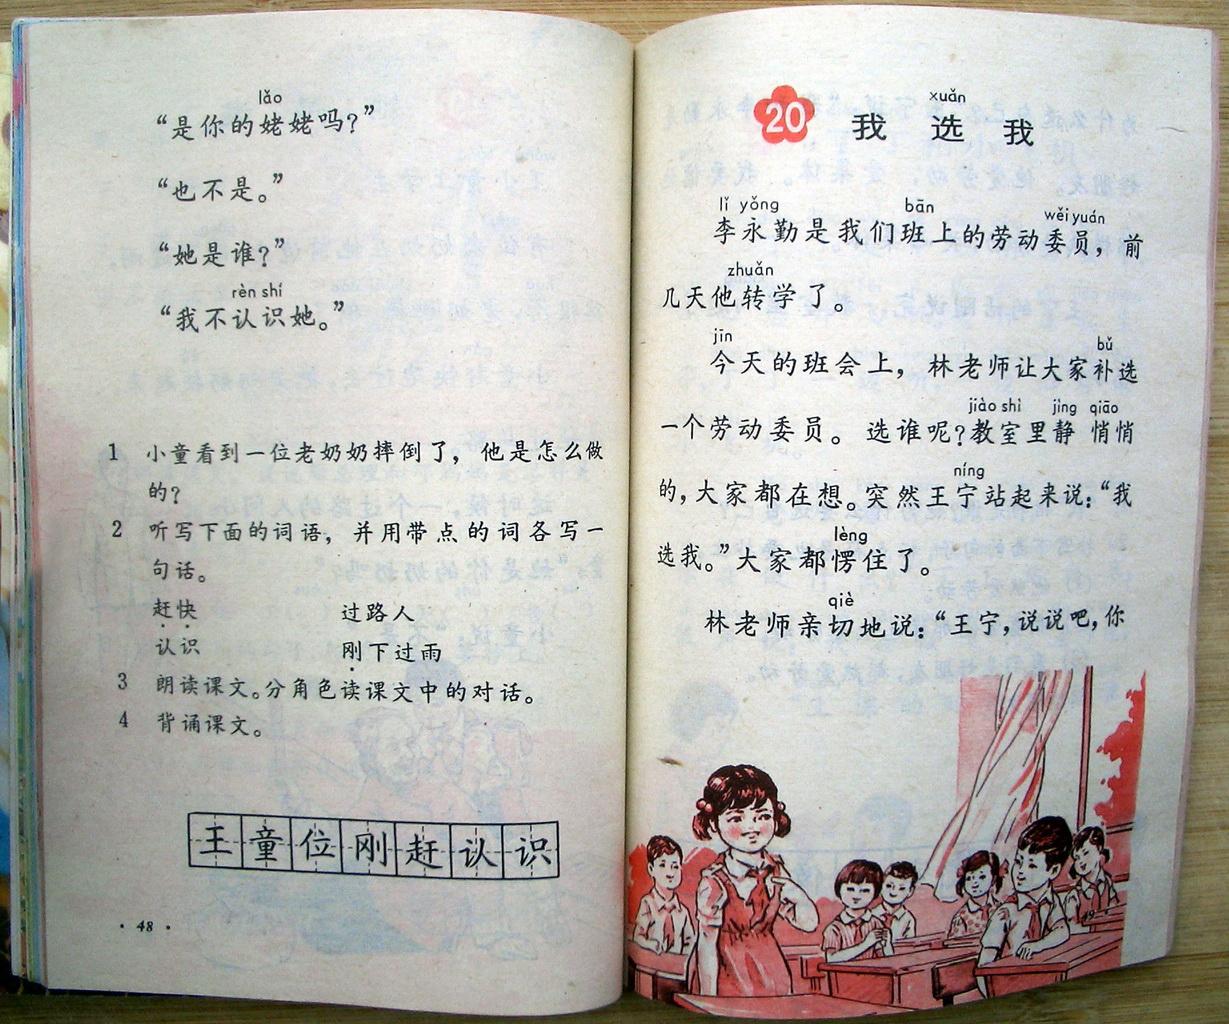 lǎo
“是你的姥姥吗？”
“也不是。”
“她是谁？”
rèn shí
“我不认识她。”
1 小童看到一位老奶奶摔倒了，他是怎么做
的？
2 听写下面的词语，并用带点的词各写一
句话。
赶快 过路人
认识 刚下过雨
3 朗读课文。分角色读课文中的对话。
4 背诵课文。
王童位刚赶认识
· 48 ·
xuǎn
20 我 选 我
lǐ yǒng bān wěi yuán
李永勤是我们班上的劳动委员，前
zhuǎn
几天他转学了。
jīn bǔ
今天的班会上，林老师让大家补选
jiào shì jìng qiāo
一个劳动委员。选谁呢？教室里静 悄悄
níng
的，大家都在想。突然王宁站起来说：“我
lèng
选我。”大家都愣住了。
qiè
林老师亲切地说：“王宁，说说吧，你
49